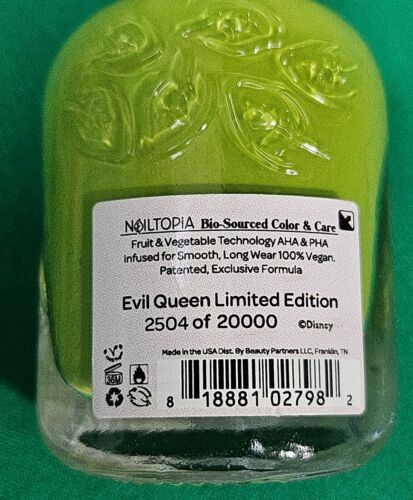 NAILTOPIA Bio-Sourced Color & Care
Fruit & Vegetable Technology AHA & PHA
Infused for Smooth, Long Wear 100% Vegan.
Patented, Exclusive Formula
Evil Queen Limited Edition
2504 of 20000 ©Disney
Made in the USA Dist. By Beauty Partners LLC, Franklin, TN
36M
8 18881 02798 2